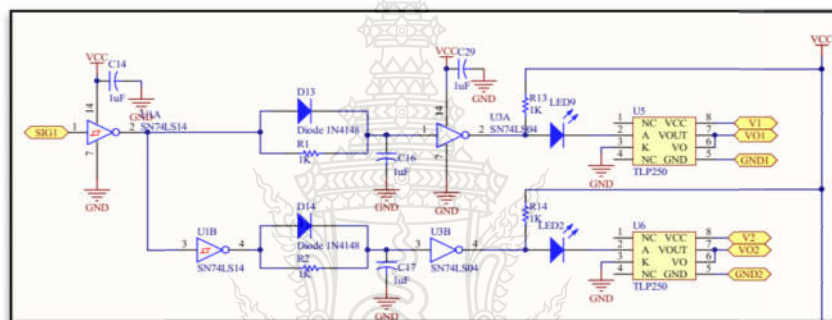 VCC
C14
1uF
GND
14
U1A
SN74LS14
SIG1
1
2
7
GND
D13
Diode 1N4148
R1
1K
C16
1uF
GND
VCC
C29
1uF
GND
14
1
2
U3A
SN74LS04
7
GND
R13
1K
LED9
VCC
U5
1 NC VCC 8 V1
2 A VOUT 7 VO1
3 K VO 6
4 NC GND 5 GND1
TLP250
GND
U1B
3
4
SN74LS14
D14
Diode 1N4148
R2
1K
C17
1uF
GND
U3B
3
4
SN74LS04
R14
1K
LED2
U6
1 NC VCC 8 V2
2 A VOUT 7 VO2
3 K VO 6
4 NC GND 5 GND2
TLP250
GND